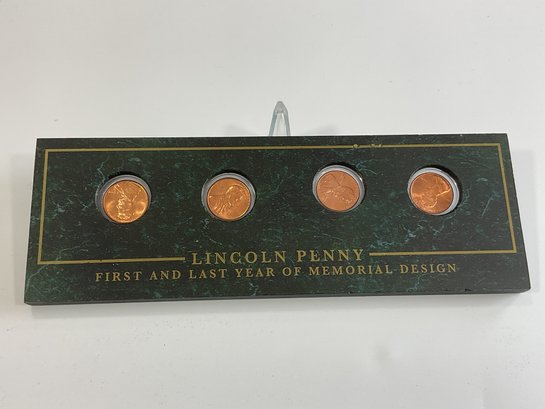 LINCOLN PENNY
FIRST AND LAST YEAR OF MEMORIAL DESIGN